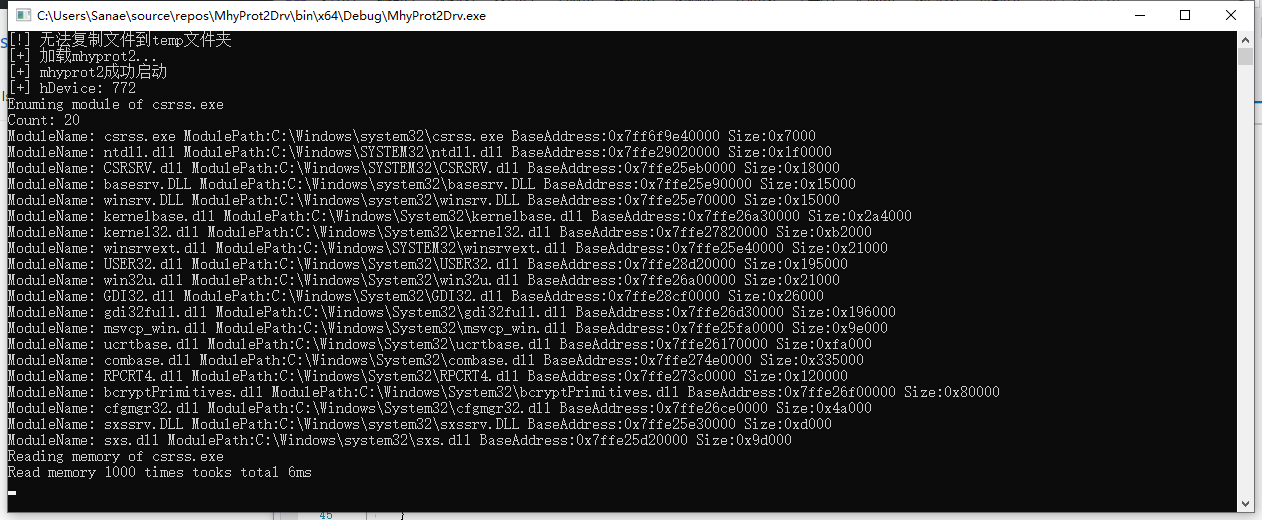 C:\Users\Sanae\source\repos\MhyProt2Drv\bin\x64\Debug\MhyProt2Drv.exe
[!] 无法复制文件到temp文件夹
[+] 加载mhyprot2...
[+] mhyprot2成功启动
[+] hDevice: 772
Enuming module of csrss.exe
Count: 20
ModuleName: csrss.exe ModulePath:C:\Windows\system32\csrss.exe BaseAddress:0x7ff6f9e40000 Size:0x7000
ModuleName: ntdll.dll ModulePath:C:\Windows\SYSTEM32\ntdll.dll BaseAddress:0x7ffe29020000 Size:0x1f0000
ModuleName: CSRSRV.dll ModulePath:C:\Windows\SYSTEM32\CSRSRV.dll BaseAddress:0x7ffe25eb0000 Size:0x18000
ModuleName: basesrv.DLL ModulePath:C:\Windows\system32\basesrv.DLL BaseAddress:0x7ffe25e90000 Size:0x15000
ModuleName: winsrv.DLL ModulePath:C:\Windows\system32\winsrv.DLL BaseAddress:0x7ffe25e70000 Size:0x15000
ModuleName: kernelbase.dll ModulePath:C:\Windows\System32\kernelbase.dll BaseAddress:0x7ffe26a30000 Size:0x2a4000
ModuleName: kernel32.dll ModulePath:C:\Windows\System32\kernel32.dll BaseAddress:0x7ffe27820000 Size:0xb2000
ModuleName: winsrvext.dll ModulePath:C:\Windows\SYSTEM32\winsrvext.dll BaseAddress:0x7ffe25e40000 Size:0x21000
ModuleName: USER32.dll ModulePath:C:\Windows\System32\USER32.dll BaseAddress:0x7ffe28d20000 Size:0x195000
ModuleName: win32u.dll ModulePath:C:\Windows\System32\win32u.dll BaseAddress:0x7ffe26a00000 Size:0x21000
ModuleName: GDI32.dll ModulePath:C:\Windows\System32\GDI32.dll BaseAddress:0x7ffe28cf0000 Size:0x26000
ModuleName: gdi32full.dll ModulePath:C:\Windows\System32\gdi32full.dll BaseAddress:0x7ffe26d30000 Size:0x196000
ModuleName: msvcp_win.dll ModulePath:C:\Windows\System32\msvcp_win.dll BaseAddress:0x7ffe25fa0000 Size:0x9e000
ModuleName: ucrtbase.dll ModulePath:C:\Windows\System32\ucrtbase.dll BaseAddress:0x7ffe26170000 Size:0xfa000
ModuleName: combase.dll ModulePath:C:\Windows\System32\combase.dll BaseAddress:0x7ffe274e0000 Size:0x335000
ModuleName: RPCRT4.dll ModulePath:C:\Windows\System32\RPCRT4.dll BaseAddress:0x7ffe273c0000 Size:0x120000
ModuleName: bcryptPrimitives.dll ModulePath:C:\Windows\System32\bcryptPrimitives.dll BaseAddress:0x7ffe26f00000 Size:0x80000
ModuleName: cfgmgr32.dll ModulePath:C:\Windows\System32\cfgmgr32.dll BaseAddress:0x7ffe26ce0000 Size:0x4a000
ModuleName: sxssrv.DLL ModulePath:C:\Windows\system32\sxssrv.DLL BaseAddress:0x7ffe25e30000 Size:0xd000
ModuleName: sxs.dll ModulePath:C:\Windows\system32\sxs.dll BaseAddress:0x7ffe25d20000 Size:0x9d000
Reading memory of csrss.exe
Read memory 1000 times tooks total 6ms
45 }